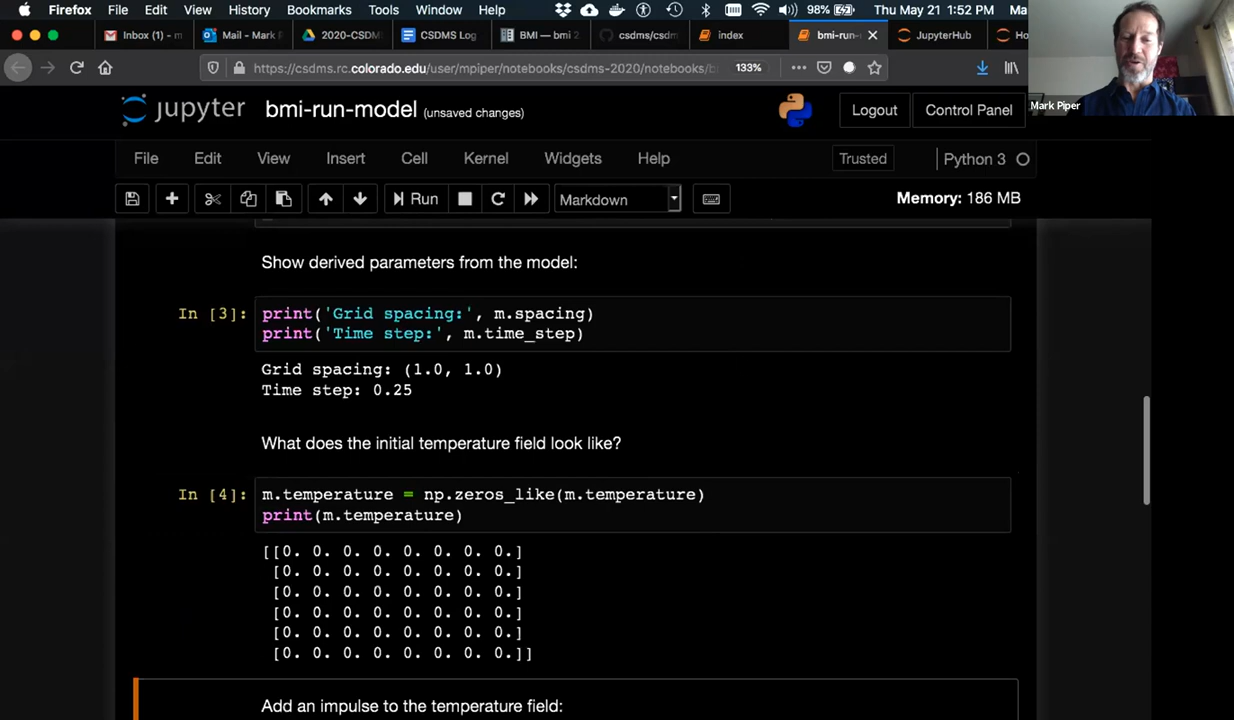 Firefox File Edit View History Bookmarks Tools Window Help 98% Thu May 21 1:52 PM Ma
Inbox (1) - m Mail - Mark P 2020-CSDM CSDMS Log BMI — bmi 2 csdms/csdm index bmi-run- JupyterHub Ho
https://csdms.rc.colorado.edu/user/mpiper/notebooks/csdms-2020/notebooks/b 133%
Mark Piper
jupyter bmi-run-model (unsaved changes) Logout Control Panel
File Edit View Insert Cell Kernel Widgets Help Trusted Python 3
Run Markdown Memory: 186 MB
Show derived parameters from the model:
In [3]: print('Grid spacing:', m.spacing)
print('Time step:', m.time_step)
Grid spacing: (1.0, 1.0)
Time step: 0.25
What does the initial temperature field look like?
In [4]: m.temperature = np.zeros_like(m.temperature)
print(m.temperature)
[[0. 0. 0. 0. 0. 0. 0. 0.]
[0. 0. 0. 0. 0. 0. 0. 0.]
[0. 0. 0. 0. 0. 0. 0. 0.]
[0. 0. 0. 0. 0. 0. 0. 0.]
[0. 0. 0. 0. 0. 0. 0. 0.]
[0. 0. 0. 0. 0. 0. 0. 0.]]
Add an impulse to the temperature field: